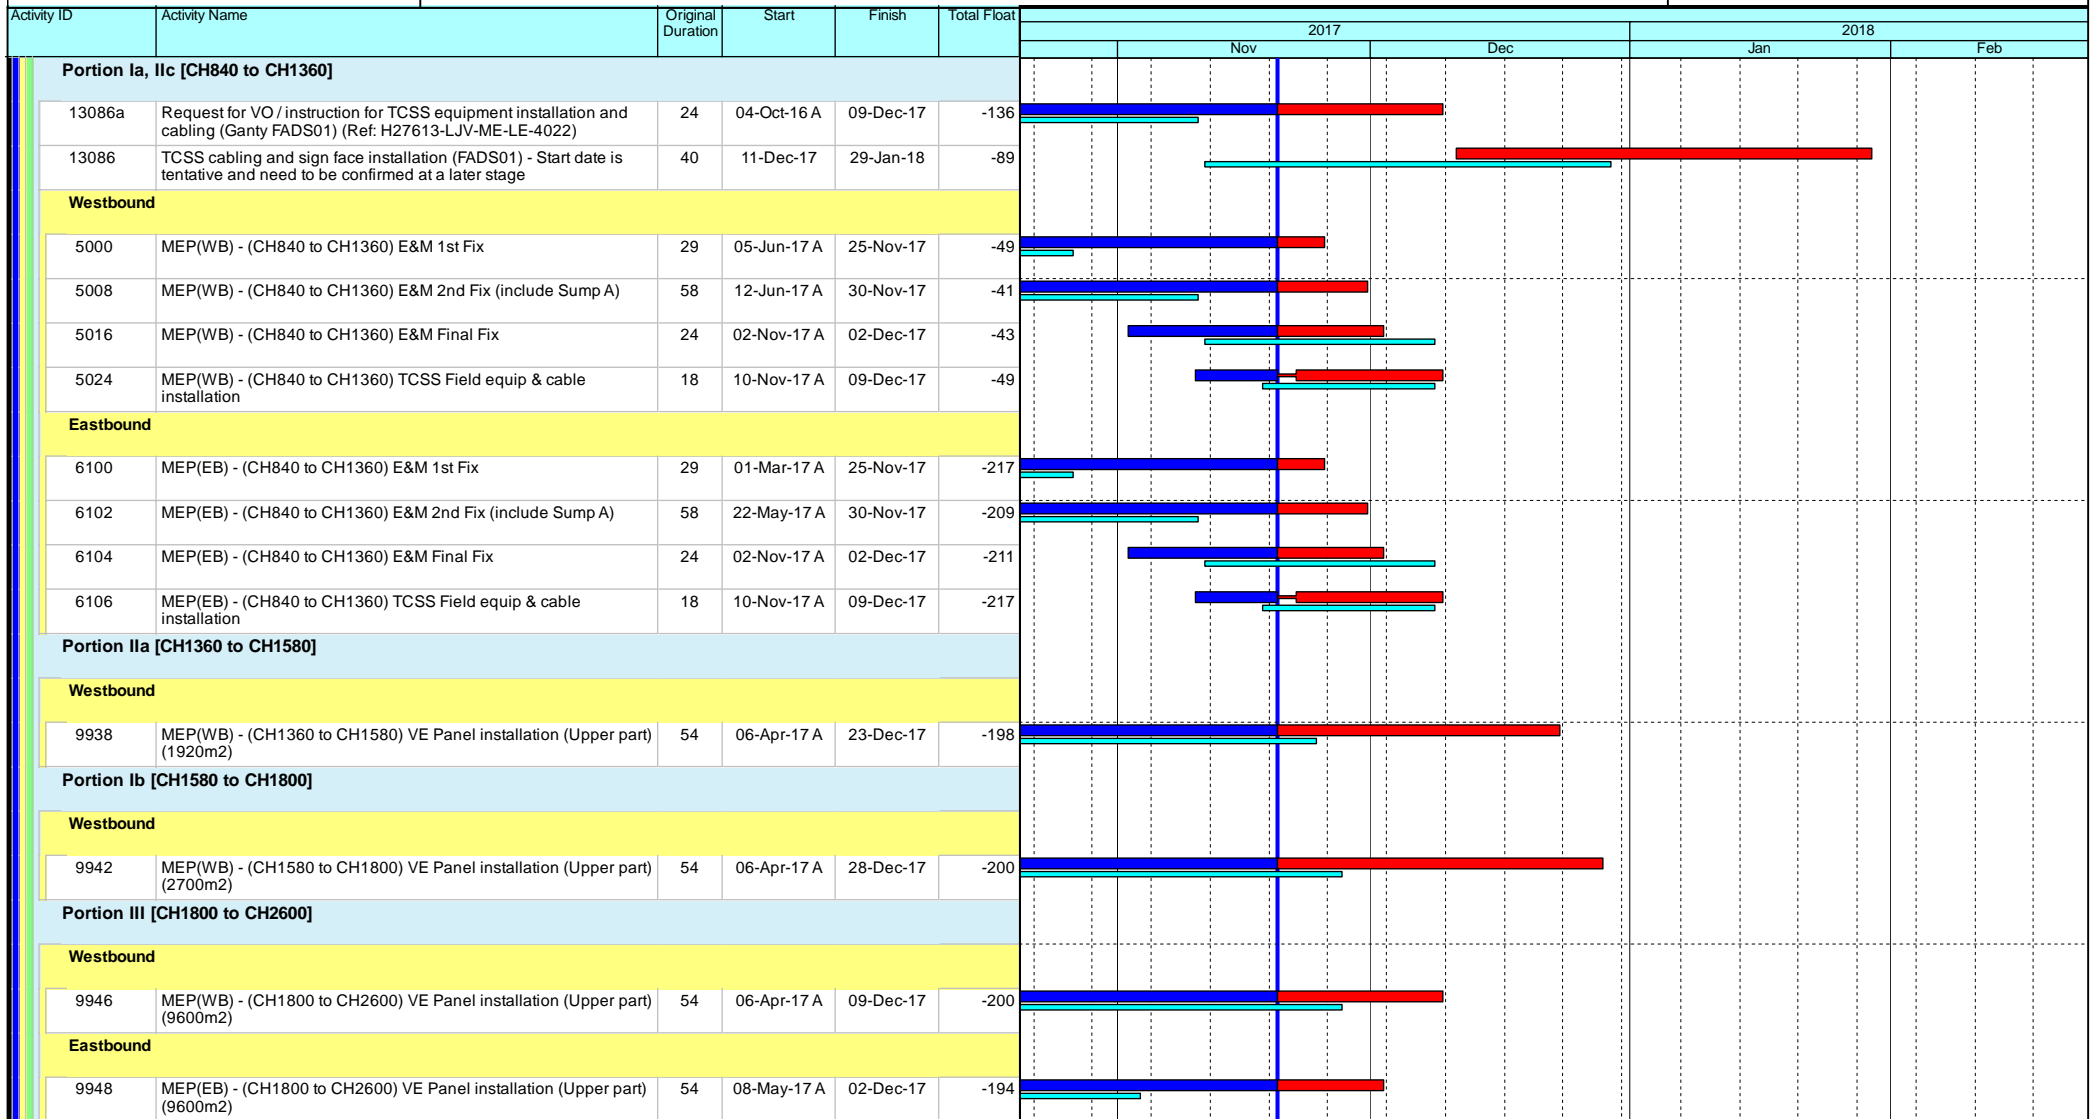 Activity ID Activity Name Original Start Finish Total Float
Duration
2017 2018
Nov Dec Jan Feb
Portion Ia, IIc [CH840 to CH1360]
13086a Request for VO / instruction for TCSS equipment installation and 24 04-Oct-16 A 09-Dec-17 -136
cabling (Ganty FADS01) (Ref: H27613-LJV-ME-LE-4022)
13086 TCSS cabling and sign face installation (FADS01) - Start date is 40 11-Dec-17 29-Jan-18 -89
tentative and need to be confirmed at a later stage
Westbound
5000 MEP(WB) - (CH840 to CH1360) E&M 1st Fix 29 05-Jun-17 A 25-Nov-17 -49
5008 MEP(WB) - (CH840 to CH1360) E&M 2nd Fix (include Sump A) 58 12-Jun-17 A 30-Nov-17 -41
5016 MEP(WB) - (CH840 to CH1360) E&M Final Fix 24 02-Nov-17 A 02-Dec-17 -43
5024 MEP(WB) - (CH840 to CH1360) TCSS Field equip & cable 18 10-Nov-17 A 09-Dec-17 -49
installation
Eastbound
6100 MEP(EB) - (CH840 to CH1360) E&M 1st Fix 29 01-Mar-17 A 25-Nov-17 -217
6102 MEP(EB) - (CH840 to CH1360) E&M 2nd Fix (include Sump A) 58 22-May-17 A 30-Nov-17 -209
6104 MEP(EB) - (CH840 to CH1360) E&M Final Fix 24 02-Nov-17 A 02-Dec-17 -211
6106 MEP(EB) - (CH840 to CH1360) TCSS Field equip & cable 18 10-Nov-17 A 09-Dec-17 -217
installation
Portion IIa [CH1360 to CH1580]
Westbound
9938 MEP(WB) - (CH1360 to CH1580) VE Panel installation (Upper part) 54 06-Apr-17 A 23-Dec-17 -198
(1920m2)
Portion Ib [CH1580 to CH1800]
Westbound
9942 MEP(WB) - (CH1580 to CH1800) VE Panel installation (Upper part) 54 06-Apr-17 A 28-Dec-17 -200
(2700m2)
Portion III [CH1800 to CH2600]
Westbound
9946 MEP(WB) - (CH1800 to CH2600) VE Panel installation (Upper part) 54 06-Apr-17 A 09-Dec-17 -200
(9600m2)
Eastbound
9948 MEP(EB) - (CH1800 to CH2600) VE Panel installation (Upper part) 54 08-May-17 A 02-Dec-17 -194
(9600m2)